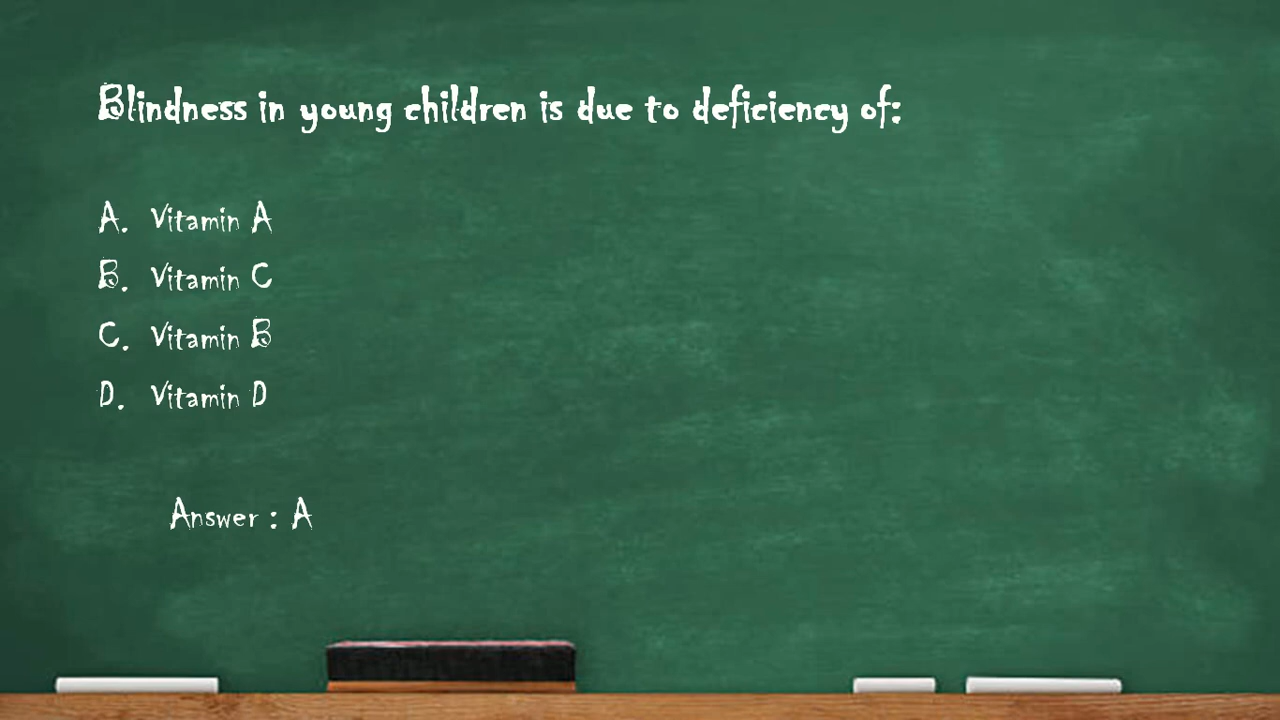 Blindness in young children is due to deficiency of:
A. Vitamin A
B. Vitamin C
C. Vitamin B
D. Vitamin D
Answer : A